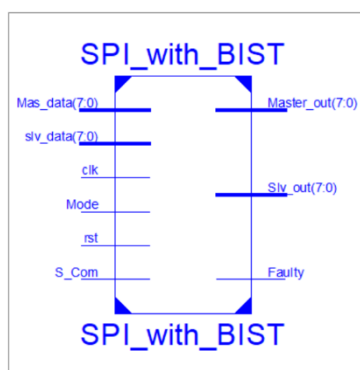 SPI_with_BIST
Mas_data(7:0)
Master_out(7:0)
slv_data(7:0)
clk
Slv_out(7:0)
Mode
rst
S_Com
Faulty
SPI_with_BIST